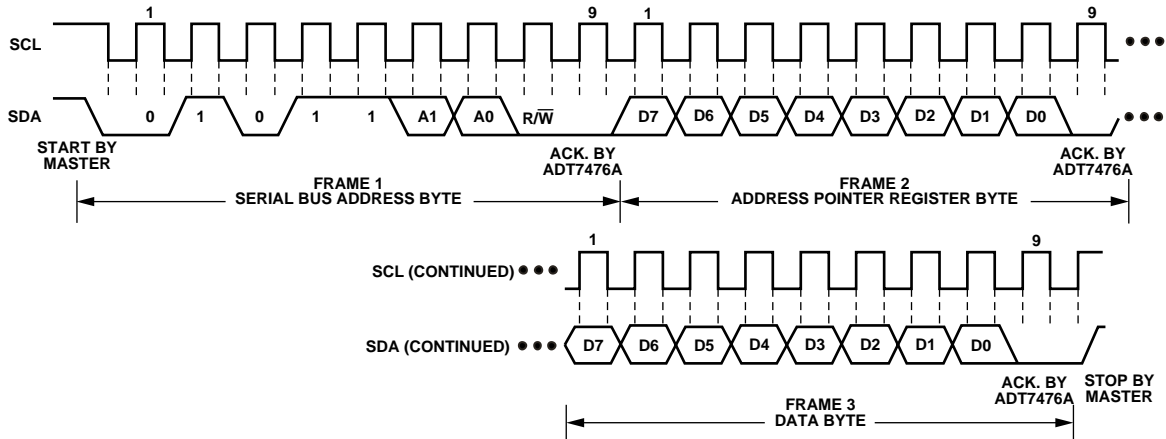 1 9 1 9
SCL
SDA 0 1 0 1 1 A1 A0 R/W̅ D7 D6 D5 D4 D3 D2 D1 D0
START BY
MASTER
ACK. BY
ADT7476A
ACK. BY
ADT7476A
FRAME 1
SERIAL BUS ADDRESS BYTE
FRAME 2
ADDRESS POINTER REGISTER BYTE
1 9
SCL (CONTINUED)
SDA (CONTINUED) D7 D6 D5 D4 D3 D2 D1 D0
ACK. BY
ADT7476A
STOP BY
MASTER
FRAME 3
DATA BYTE